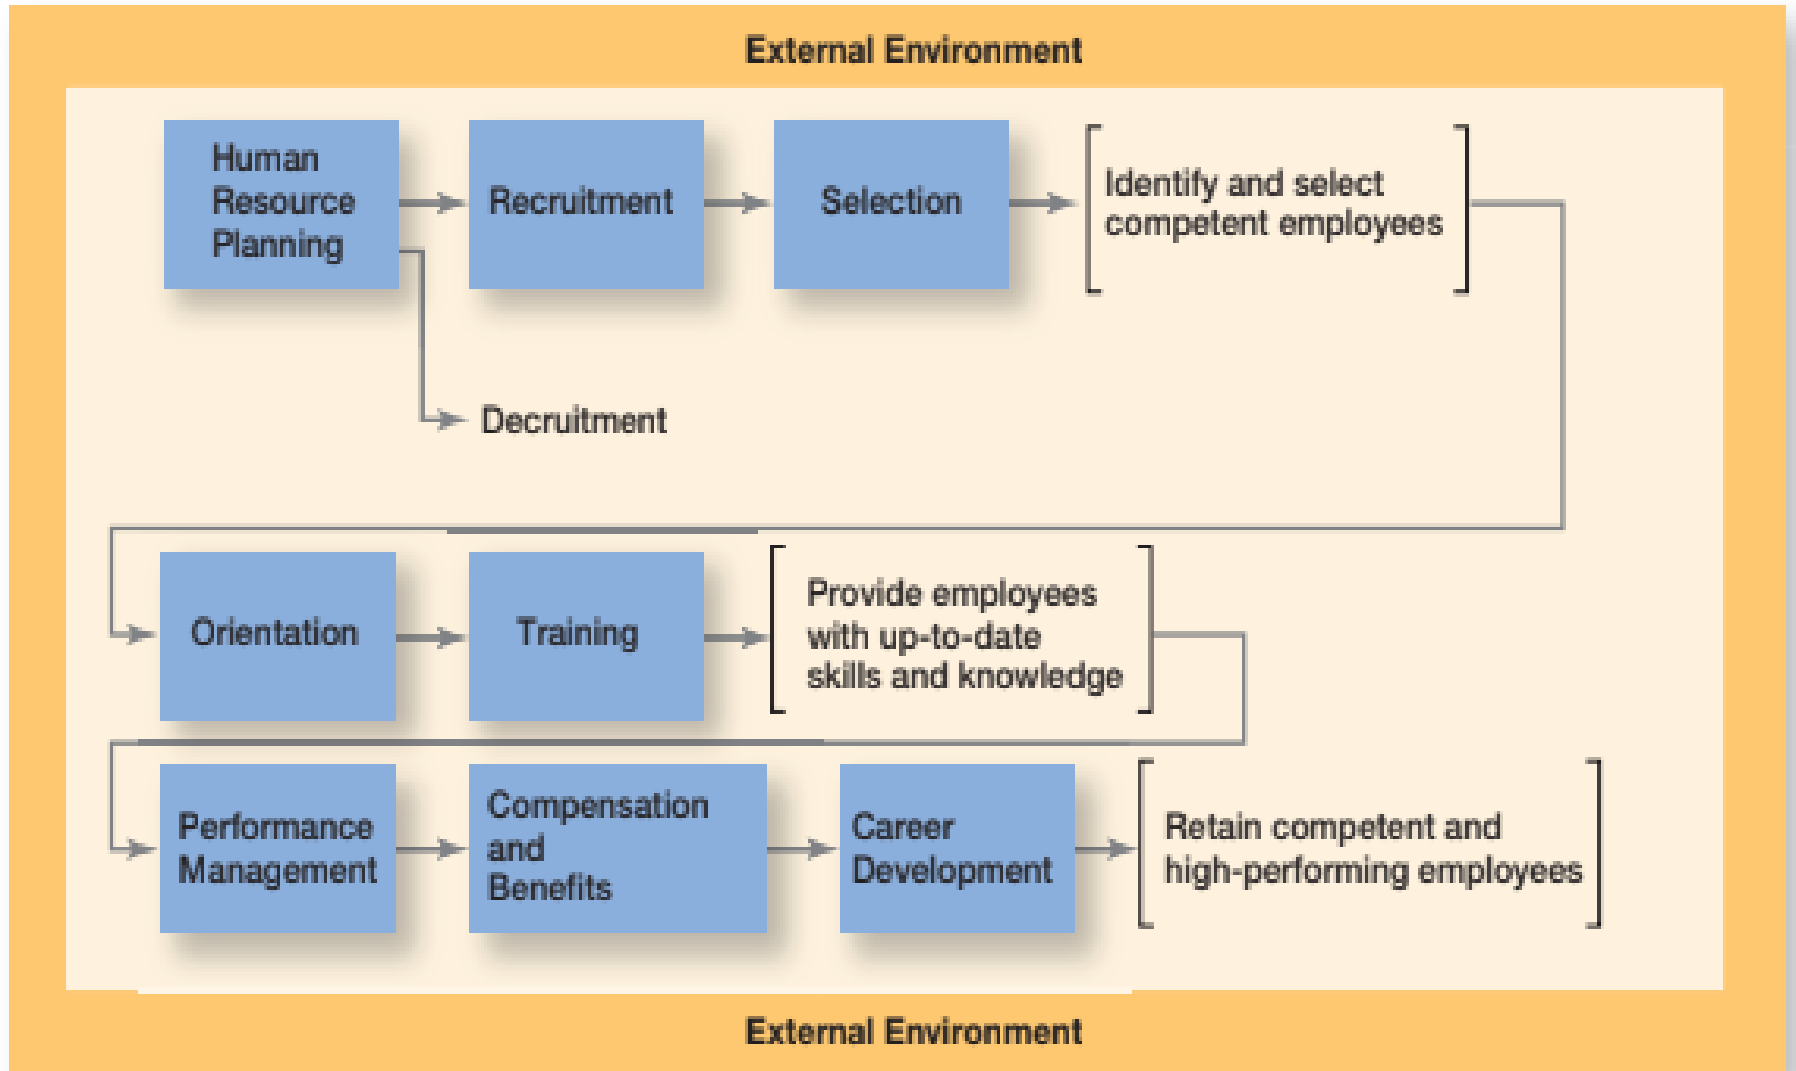 External Environment
Human
Resource
Planning
Recruitment
Selection
Identify and select
competent employees
Decruitment
Orientation
Training
Provide employees
with up-to-date
skills and knowledge
Performance
Management
Compensation
and
Benefits
Career
Development
Retain competent and
high-performing employees
External Environment